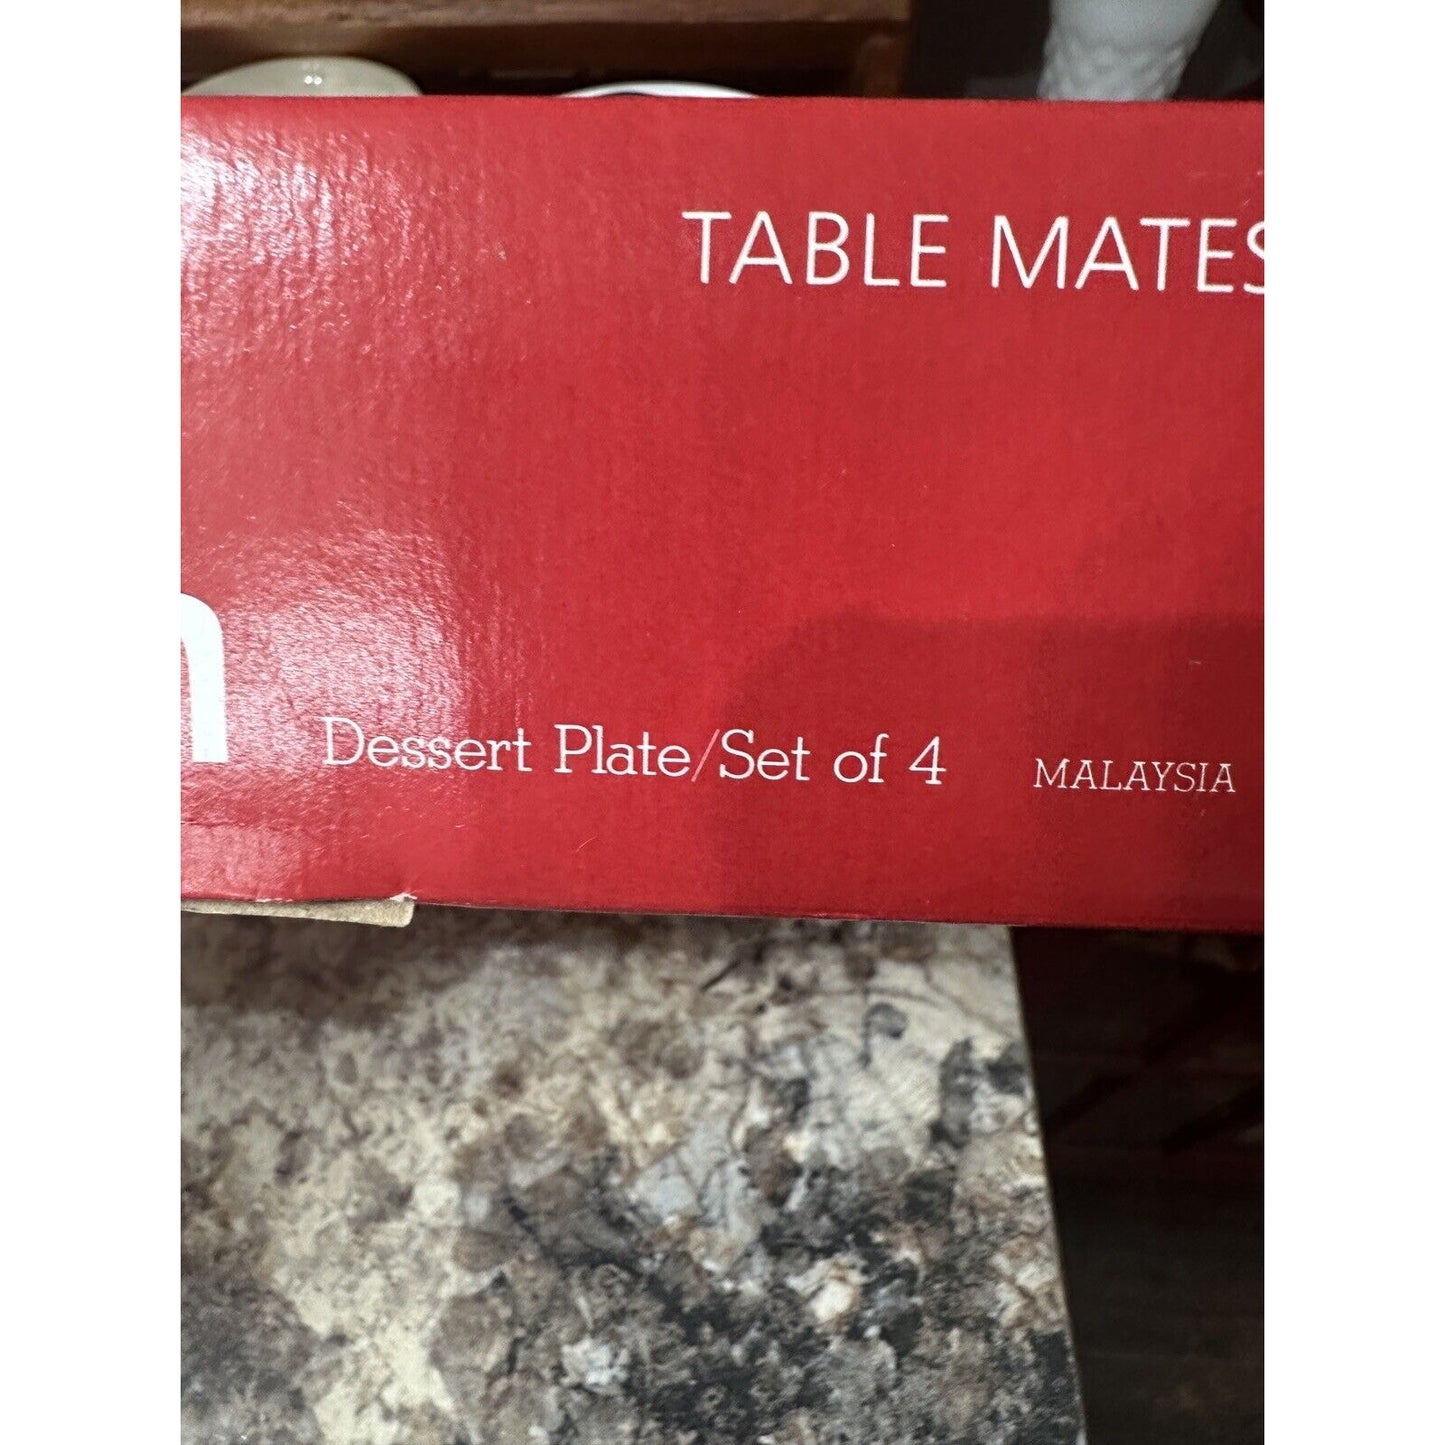 TABLE MATES
Dessert Plate/Set of 4 MALAYSIA